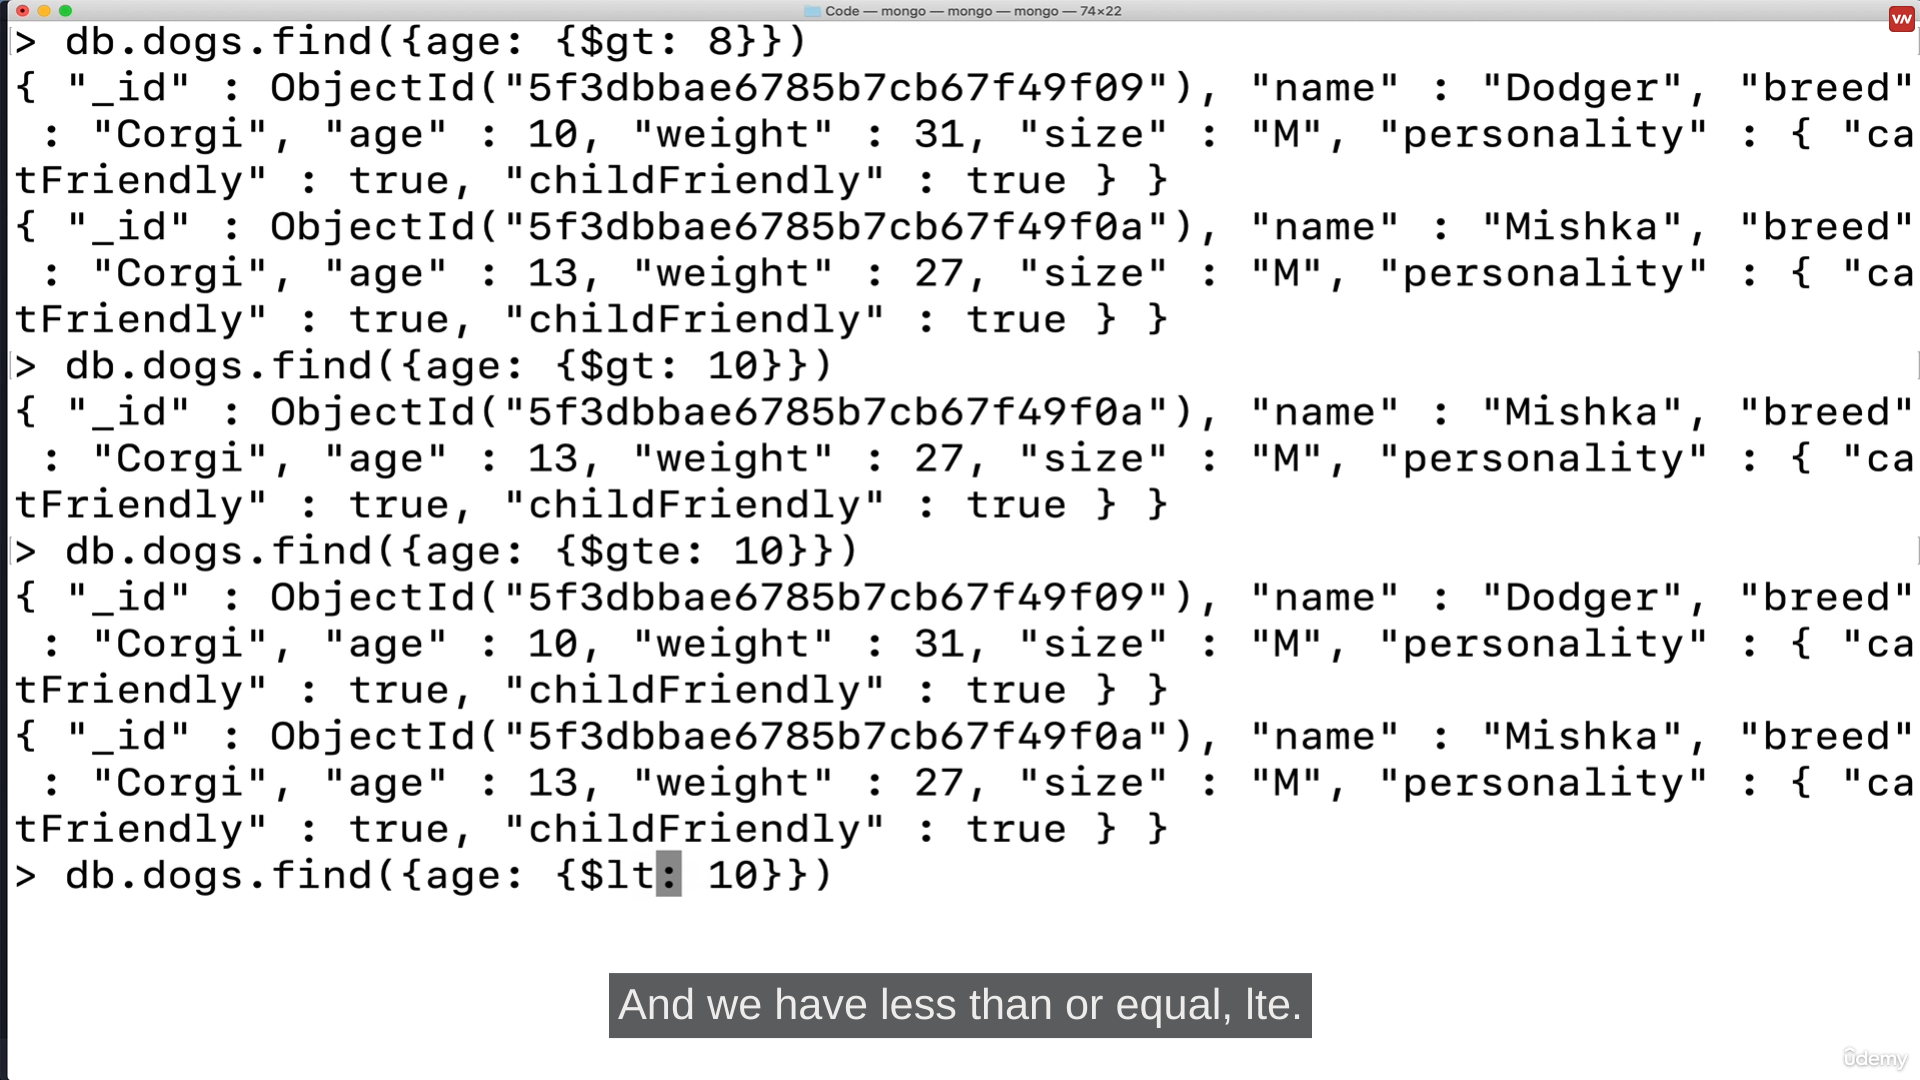 Code — mongo — mongo — mongo — 74×22
> db.dogs.find({age: {$gt: 8}})
{ "_id" : ObjectId("5f3dbbae6785b7cb67f49f09"), "name" : "Dodger", "breed"
 : "Corgi", "age" : 10, "weight" : 31, "size" : "M", "personality" : { "ca
tFriendly" : true, "childFriendly" : true } }
{ "_id" : ObjectId("5f3dbbae6785b7cb67f49f0a"), "name" : "Mishka", "breed"
 : "Corgi", "age" : 13, "weight" : 27, "size" : "M", "personality" : { "ca
tFriendly" : true, "childFriendly" : true } }
> db.dogs.find({age: {$gt: 10}})
{ "_id" : ObjectId("5f3dbbae6785b7cb67f49f0a"), "name" : "Mishka", "breed"
 : "Corgi", "age" : 13, "weight" : 27, "size" : "M", "personality" : { "ca
tFriendly" : true, "childFriendly" : true } }
> db.dogs.find({age: {$gte: 10}})
{ "_id" : ObjectId("5f3dbbae6785b7cb67f49f09"), "name" : "Dodger", "breed"
 : "Corgi", "age" : 10, "weight" : 31, "size" : "M", "personality" : { "ca
tFriendly" : true, "childFriendly" : true } }
{ "_id" : ObjectId("5f3dbbae6785b7cb67f49f0a"), "name" : "Mishka", "breed"
 : "Corgi", "age" : 13, "weight" : 27, "size" : "M", "personality" : { "ca
tFriendly" : true, "childFriendly" : true } }
> db.dogs.find({age: {$lt: 10}})
And we have less than or equal, lte.
ûdemy